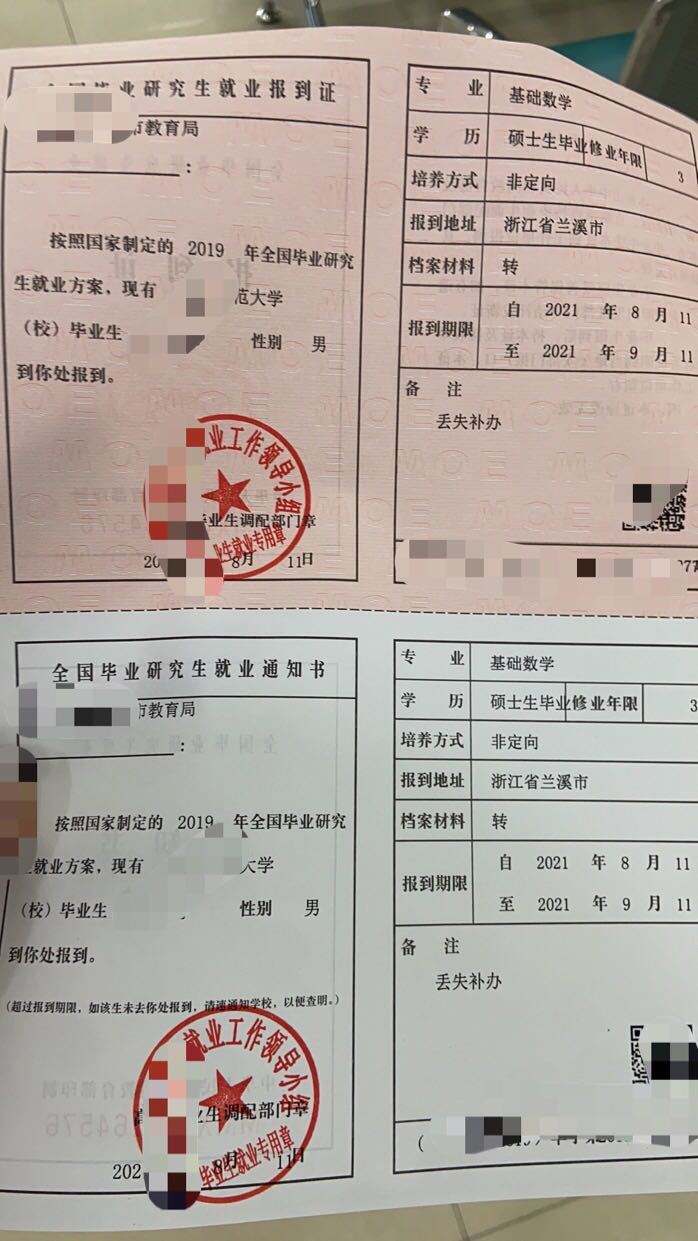 全国毕业研究生就业报到证
市教育局
：
按照国家制定的 2019 年全国毕业研究
生就业方案，现有 范大学
（校）毕业生 性别 男
到你处报到。
业工作领导小组
毕业生调配部门章
业生就业专用章
8月 11日
专 业 基础数学
学 历 硕士生毕业 修业年限 3
培养方式 非定向
报到地址 浙江省兰溪市
档案材料 转
报到期限 自 2021 年 8 月 11
至 2021 年 9 月 11
备 注
丢失补办
全国毕业研究生就业通知书
市教育局
：
按照国家制定的 2019 年全国毕业研究
就业方案，现有 大学
（校）毕业生 性别 男
到你处报到。
（超过报到期限，如该生未去你处报到，请速通知学校，以便查明。）
就业工作领导小组
业生调配部门章
毕业生就业专用章
202 8月 11日
专 业 基础数学
学 历 硕士生毕业 修业年限 3
培养方式 非定向
报到地址 浙江省兰溪市
档案材料 转
报到期限 自 2021 年 8 月 11
至 2021 年 9 月 11
备 注
丢失补办